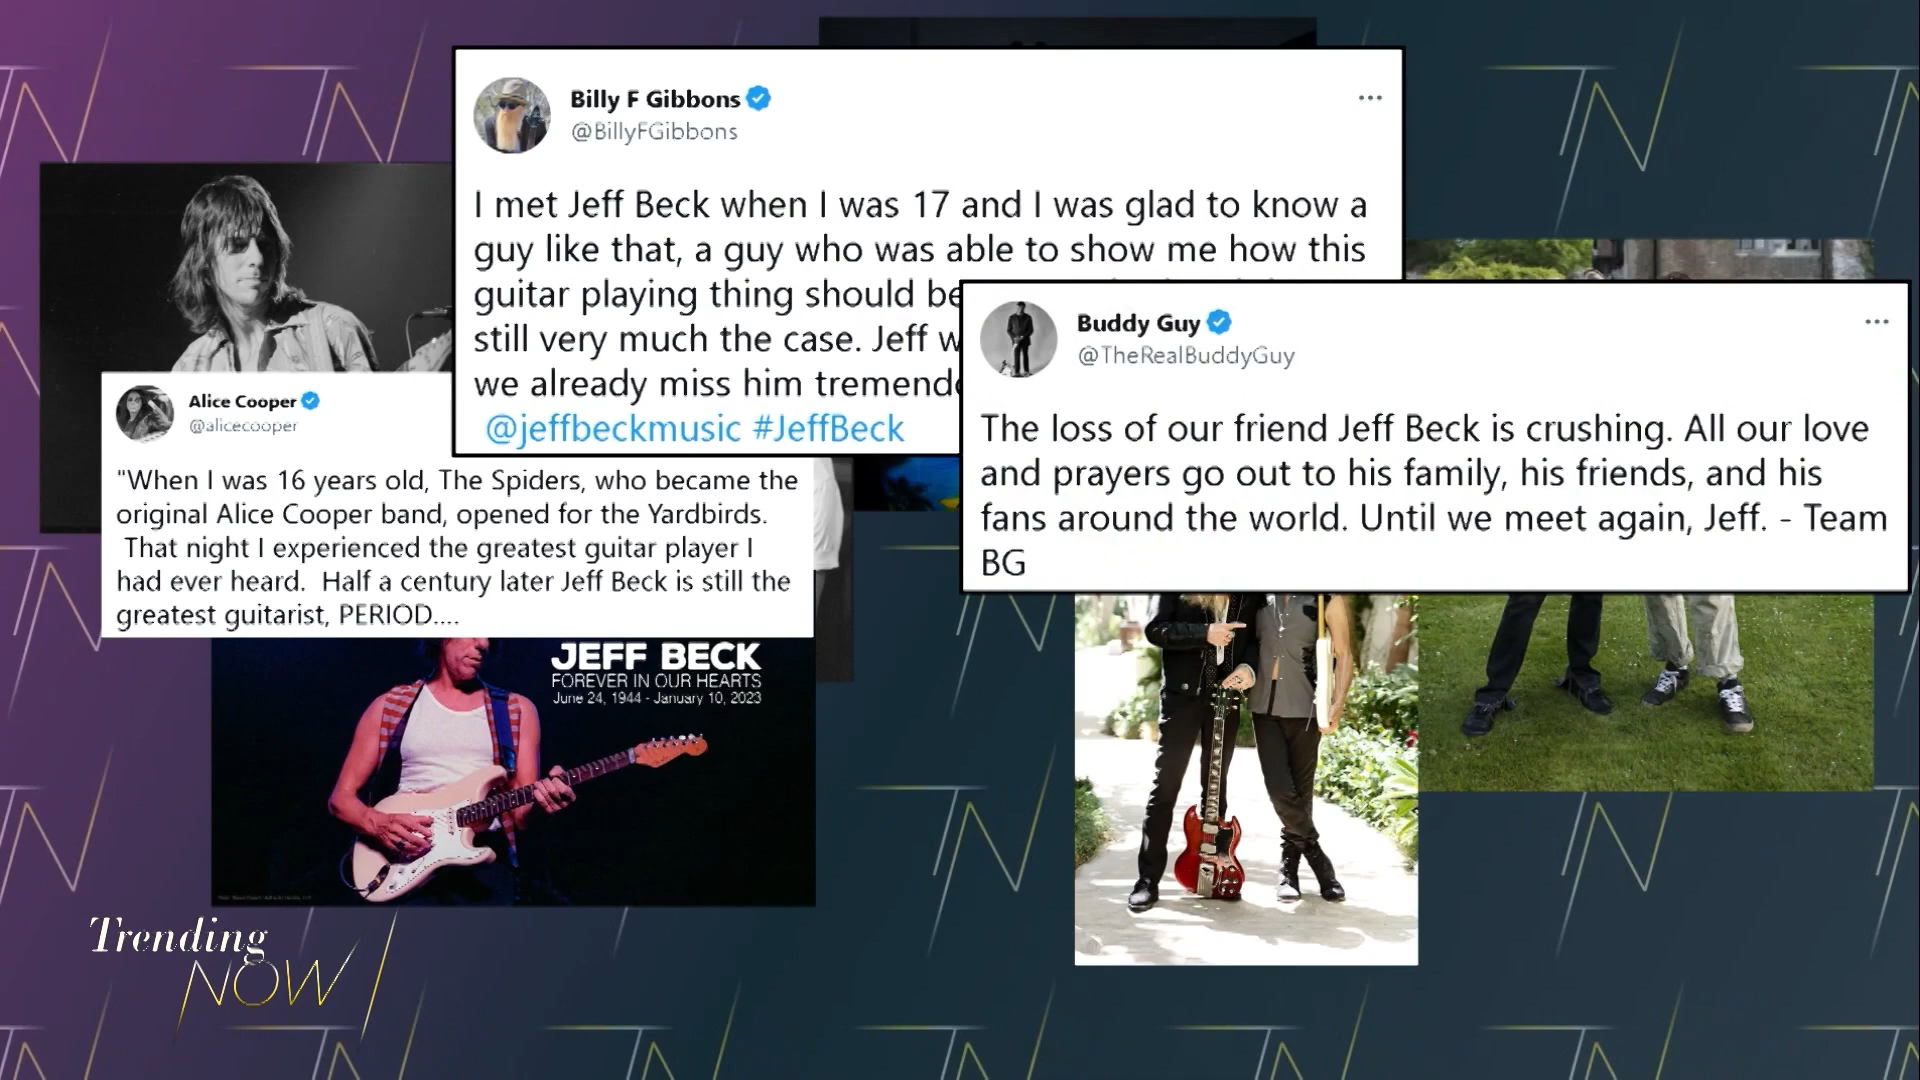 Billy F Gibbons
@BillyFGibbons
I met Jeff Beck when I was 17 and I was glad to know a
guy like that, a guy who was able to show me how this
guitar playing thing should be
still very much the case. Jeff
we already miss him
@jeffbeckmusic #JeffBeck
Buddy Guy
@TheRealBuddyGuy
The loss of our friend Jeff Beck is crushing. All our love
and prayers go out to his family, his friends, and his
fans around the world. Until we meet again, Jeff. - Team
BG
Alice Cooper
@alicecooper
"When I was 16 years old, The Spiders, who became the
original Alice Cooper band, opened for the Yardbirds.
That night I experienced the greatest guitar player I
had ever heard. Half a century later Jeff Beck is still the
greatest guitarist, PERIOD....
JEFF BECK
FOREVER IN OUR HEARTS
June 24, 1944 - January 10, 2023
Trending
NOW